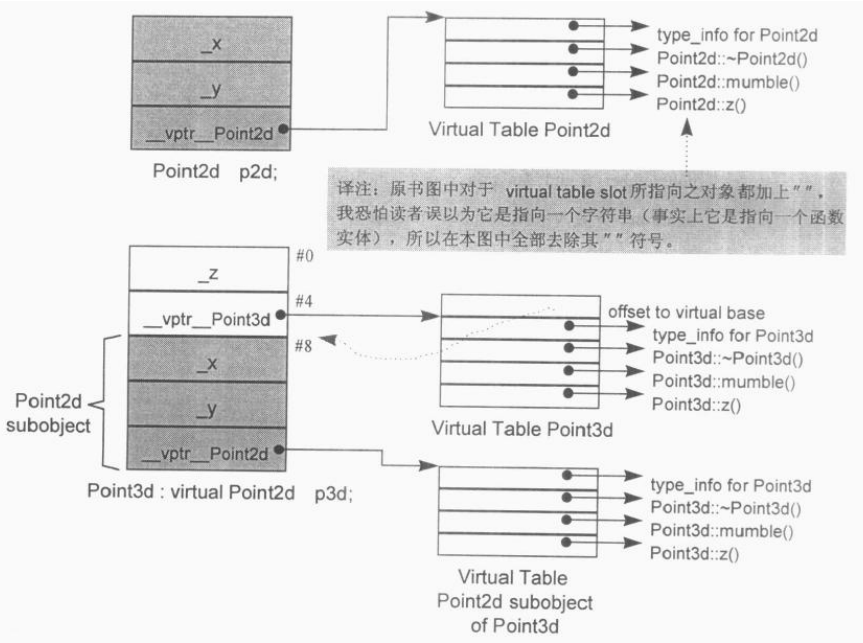 _x
_y
__vptr__Point2d
Point2d p2d;
type_info for Point2d
Point2d::~Point2d()
Point2d::mumble()
Point2d::z()
Virtual Table Point2d
译注：原书图中对于 virtual table slot所指向之对象都加上""，
我恐怕读者误以为它是指向一个字符串（事实上它是指向一个函数
实体），所以在本图中全部去除其""符号。
#0
_z
#4
__vptr__Point3d
#8
_x
_y
__vptr__Point2d
Point2d
subobject
Point3d : virtual Point2d p3d;
offset to virtual base
type_info for Point3d
Point3d::~Point3d()
Point3d::mumble()
Point3d::z()
Virtual Table Point3d
type_info for Point3d
Point3d::~Point3d()
Point3d::mumble()
Point3d::z()
Virtual Table
Point2d subobject
of Point3d